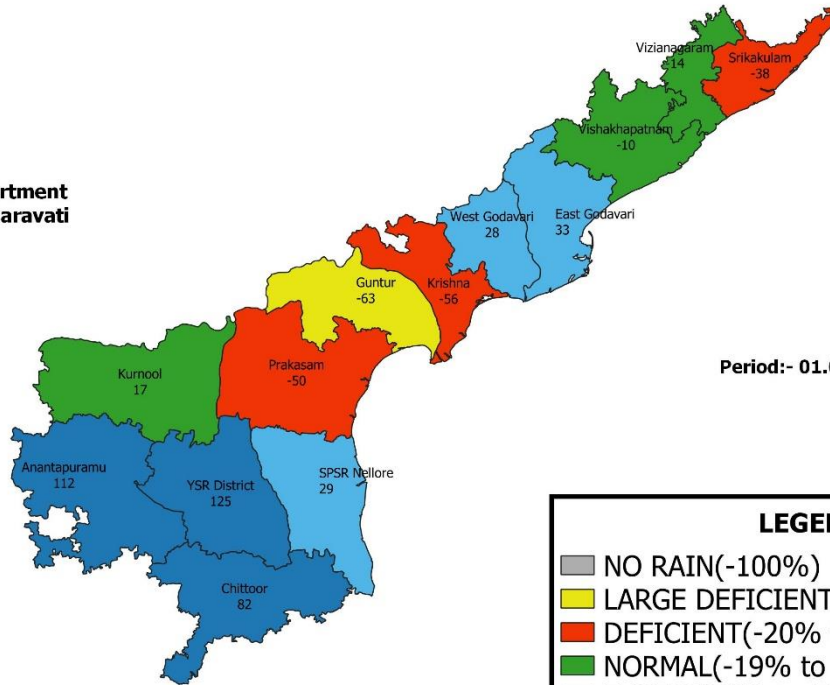 Vizianagaram
14
Srikakulam
-38
Vishakhapatnam
-10
rtment
aravati
West Godavari
28
East Godavari
33
Guntur
-63
Krishna
-56
Prakasam
-50
Period:- 01.
Kurnool
17
Anantapuramu
112
YSR District
125
SPSR Nellore
29
Chittoor
82
LEGE
NO RAIN(-100%)
LARGE DEFICIENT
DEFICIENT(-20%
NORMAL(-19% to